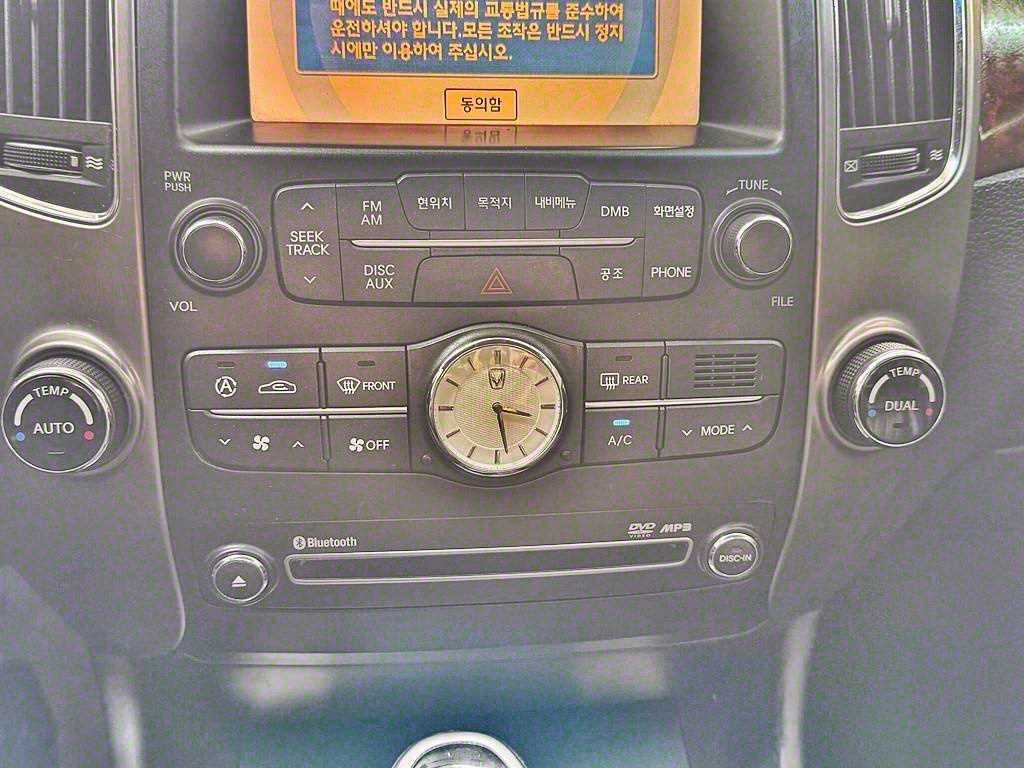 때에도 반드시 실제의 교통법규를 준수하여
운전하셔야 합니다.모든 조작은 반드시 정지
시에만 이용하여 주십시오.
동의함
PWR
PUSH
VOL
SEEK
TRACK
FM
AM
현위치
목적지
내비메뉴
DMB
화면설정
DISC
AUX
공조
PHONE
TUNE
FILE
TEMP
AUTO
A
FRONT
OFF
REAR
A/C
MODE
TEMP
DUAL
Bluetooth
DVD
VIDEO
MP3
DISC-IN